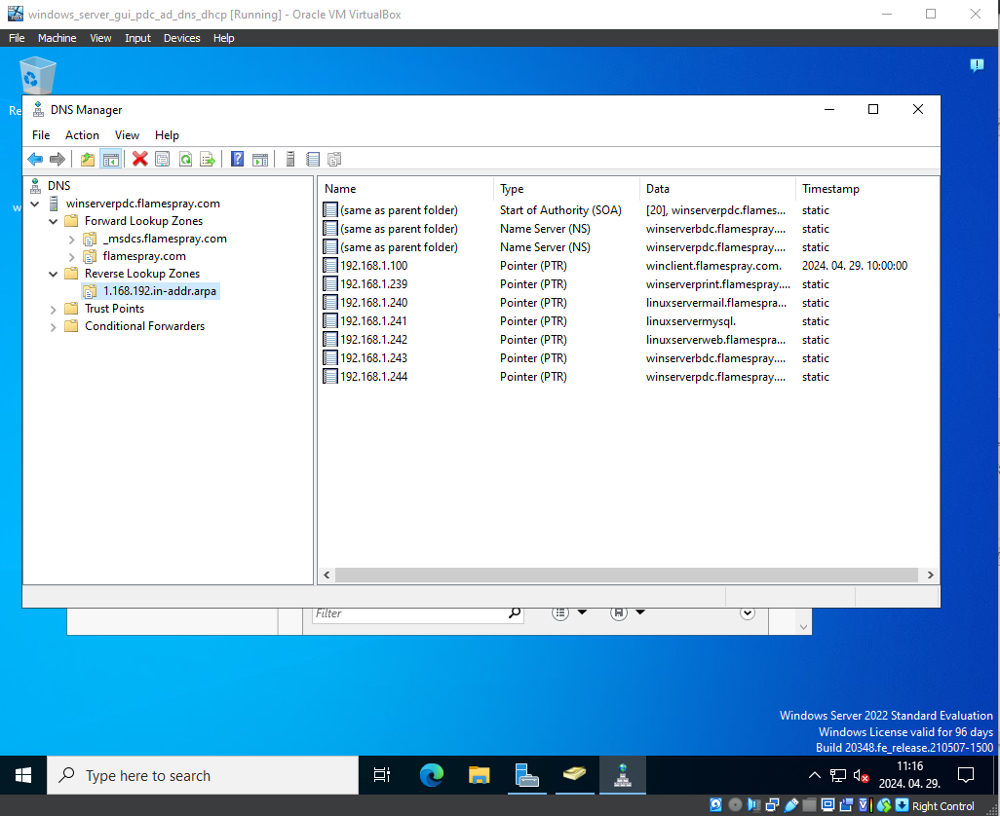 windows_server_gui_pdc_ad_dns_dhcp [Running] - Oracle VM VirtualBox
File Machine View Input Devices Help
DNS Manager
File Action View Help
DNS
winserverpdc.flamespray.com
Forward Lookup Zones
_msdcs.flamespray.com
flamespray.com
Reverse Lookup Zones
1.168.192.in-addr.arpa
Trust Points
Conditional Forwarders
Name Type Data Timestamp
(same as parent folder) Start of Authority (SOA) [20], winserverpdc.flames... static
(same as parent folder) Name Server (NS) winserverbdc.flamespray.... static
(same as parent folder) Name Server (NS) winserverpdc.flamespray.... static
192.168.1.100 Pointer (PTR) winclient.flamespray.com. 2024. 04. 29. 10:00:00
192.168.1.239 Pointer (PTR) winserverprint.flamespray.... static
192.168.1.240 Pointer (PTR) linuxservermail.flamespra... static
192.168.1.241 Pointer (PTR) linuxservermysql. static
192.168.1.242 Pointer (PTR) linuxserverweb.flamespra... static
192.168.1.243 Pointer (PTR) winserverbdc.flamespray.... static
192.168.1.244 Pointer (PTR) winserverpdc.flamespray.... static
Filter
Windows Server 2022 Standard Evaluation
Windows License valid for 96 days
Build 20348.fe_release.210507-1500
Type here to search
11:16
2024. 04. 29.
Right Control